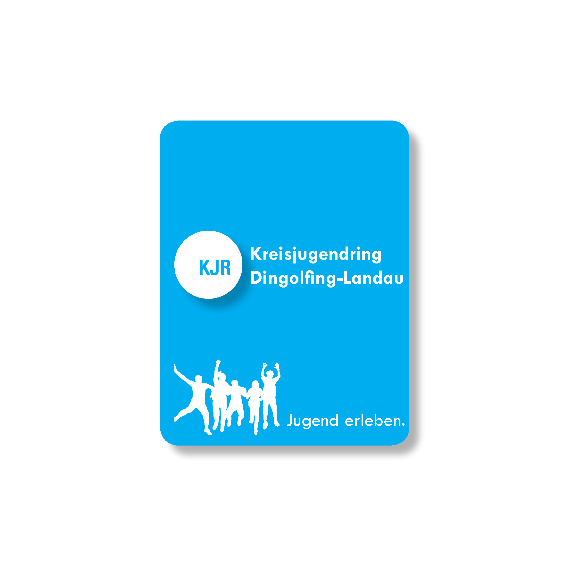 KJR
Kreisjugendring
Dingolfing-Landau
Jugend erleben.